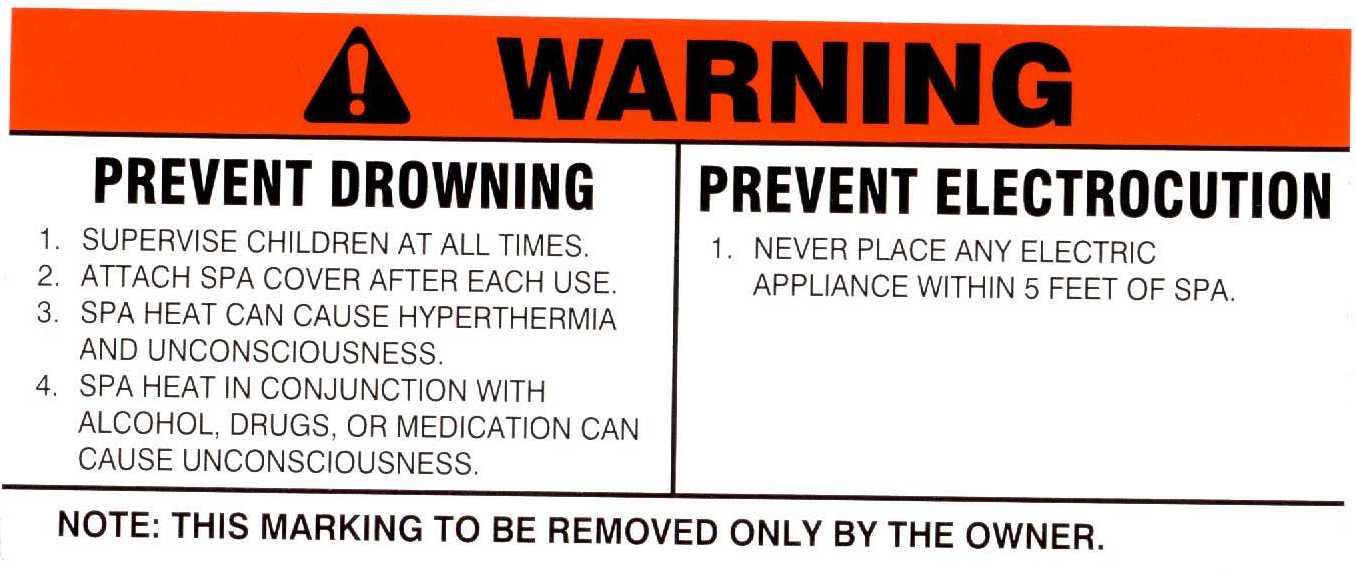 WARNING
PREVENT DROWNING
1. SUPERVISE CHILDREN AT ALL TIMES.
2. ATTACH SPA COVER AFTER EACH USE.
3. SPA HEAT CAN CAUSE HYPERTHERMIA
AND UNCONSCIOUSNESS.
4. SPA HEAT IN CONJUNCTION WITH
ALCOHOL, DRUGS, OR MEDICATION CAN
CAUSE UNCONSCIOUSNESS.
PREVENT ELECTROCUTION
1. NEVER PLACE ANY ELECTRIC
APPLIANCE WITHIN 5 FEET OF SPA.
NOTE: THIS MARKING TO BE REMOVED ONLY BY THE OWNER.